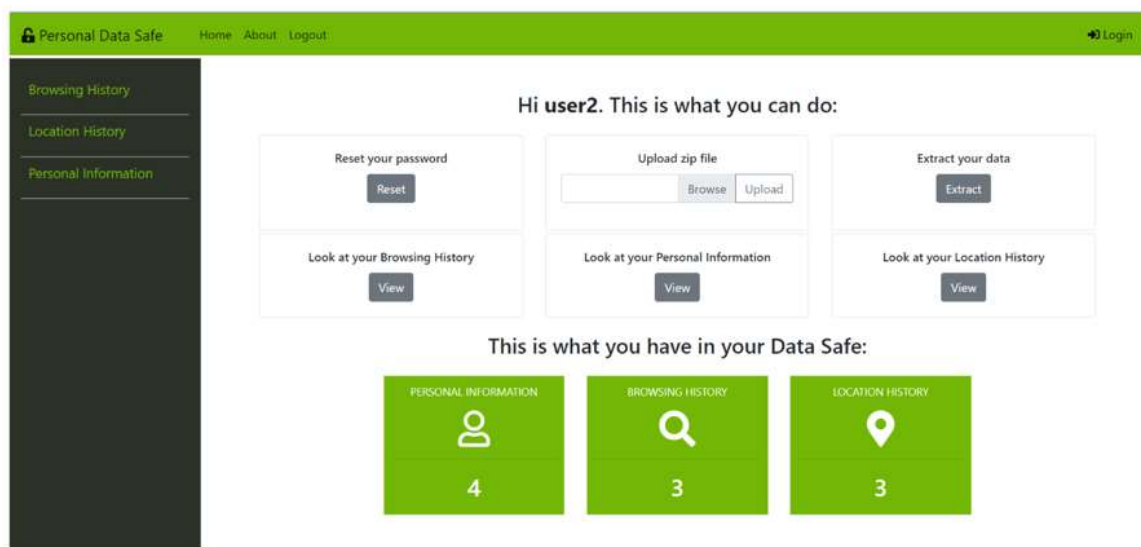 Personal Data Safe Home About Logout Login
Browsing History
Location History
Personal Information
Hi user2. This is what you can do:
Reset your password
Reset
Upload zip file
Browse Upload
Extract your data
Extract
Look at your Browsing History
View
Look at your Personal Information
View
Look at your Location History
View
This is what you have in your Data Safe:
PERSONAL INFORMATION
4
BROWSING HISTORY
3
LOCATION HISTORY
3